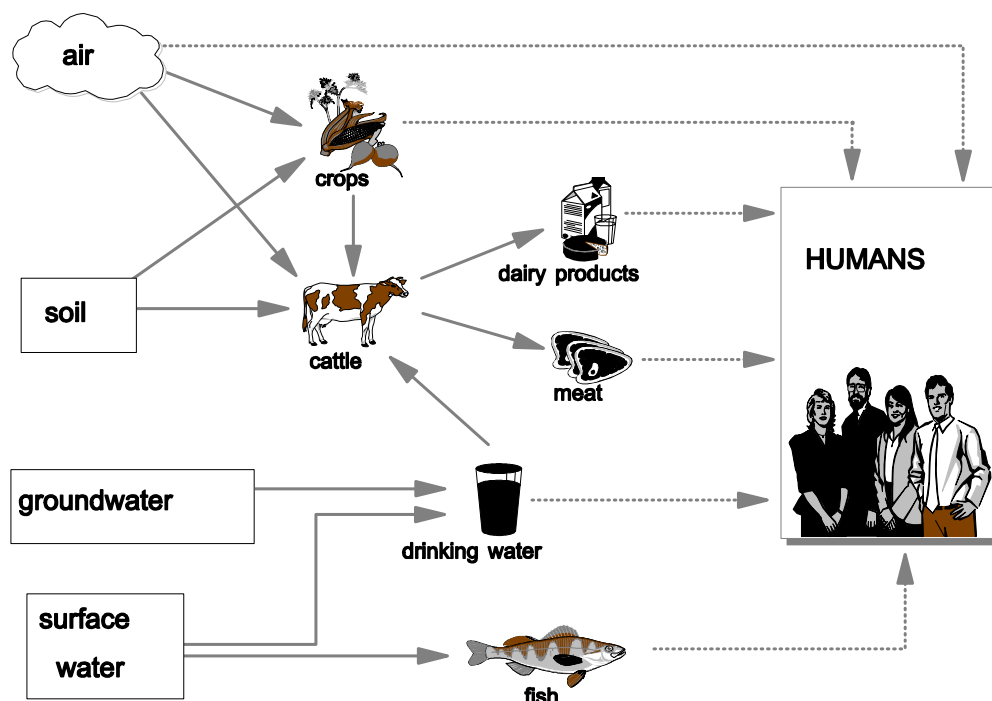 air
crops
dairy products
HUMANS
soil
cattle
meat
groundwater
drinking water
surface
water
fish